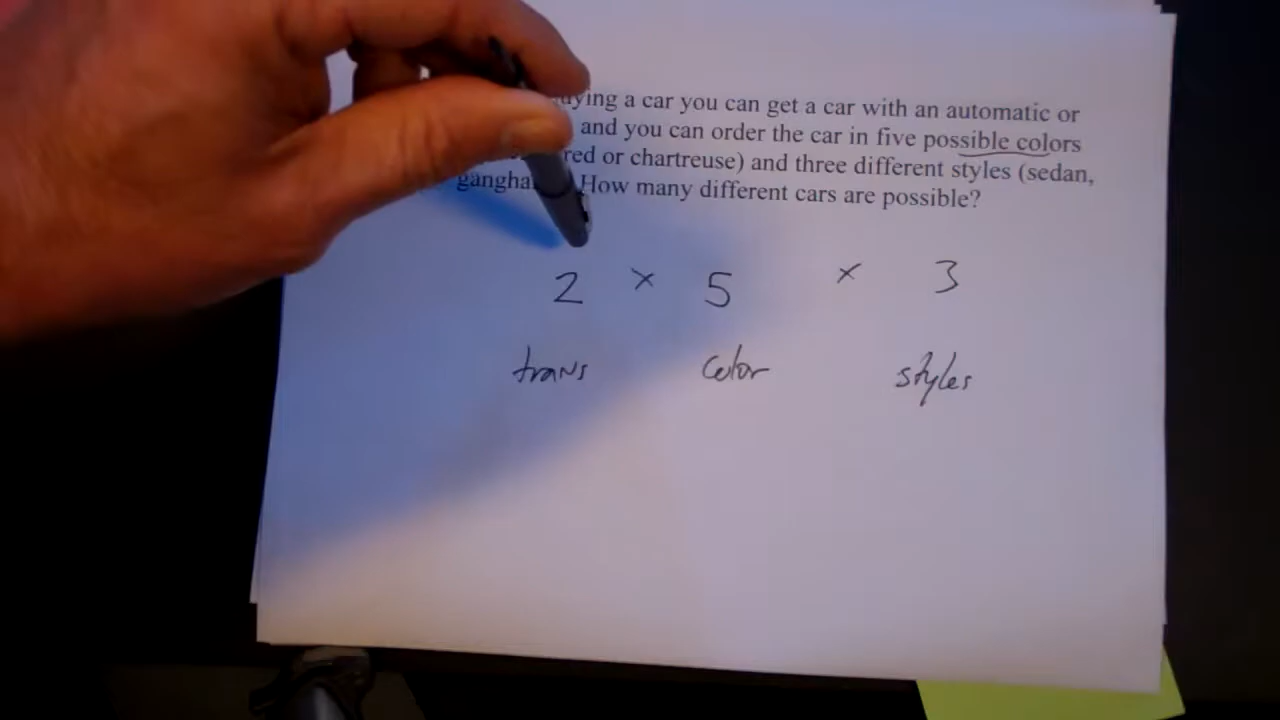 ying a car you can get a car with an automatic or
and you can order the car in five possible colors
red or chartreuse) and three different styles (sedan,
How many different cars are possible?
2 × 5 × 3
trans color styles